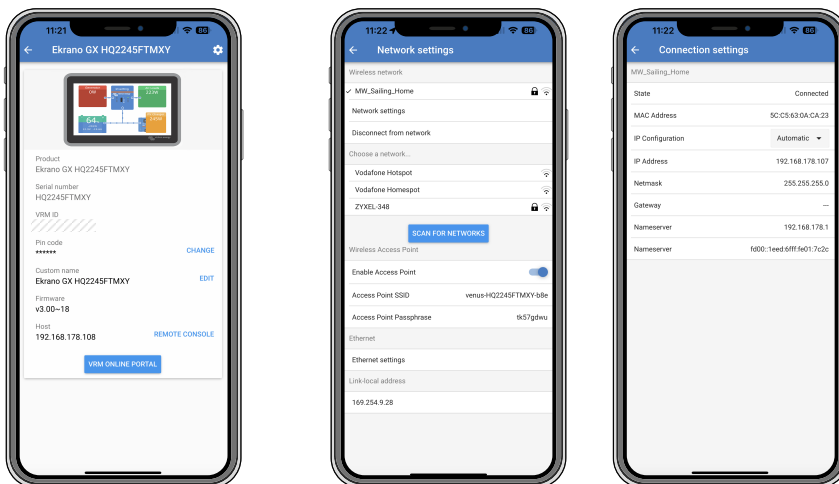 11:21
86
Ekrano GX HQ2245FTMXY
Product
Ekrano GX HQ2245FTMXY
Serial number
HQ2245FTMXY
VRM ID
Pin code
******
CHANGE
Custom name
Ekrano GX HQ2245FTMXY
EDIT
Firmware
v3.00~18
Host
192.168.178.108
REMOTE CONSOLE
VRM ONLINE PORTAL
11:22
86
Network settings
Wireless network
MW_Sailing_Home
Network settings
Disconnect from network
Choose a network...
Vodafone Hotspot
Vodafone Homespot
ZYXEL-348
SCAN FOR NETWORKS
Wireless Access Point
Enable Access Point
Access Point SSID venus-HQ2245FTMXY-b8e
Access Point Passphrase tk57gdwu
Ethernet
Ethernet settings
Link-local address
169.254.9.28
11:22
86
Connection settings
MW_Sailing_Home
State Connected
MAC Address 5C:C5:63:0A:CA:23
IP Configuration Automatic
IP Address 192.168.178.107
Netmask 255.255.255.0
Gateway ---
Nameserver 192.168.178.1
Nameserver fd00::1eed:6fff:fe01:7c2c